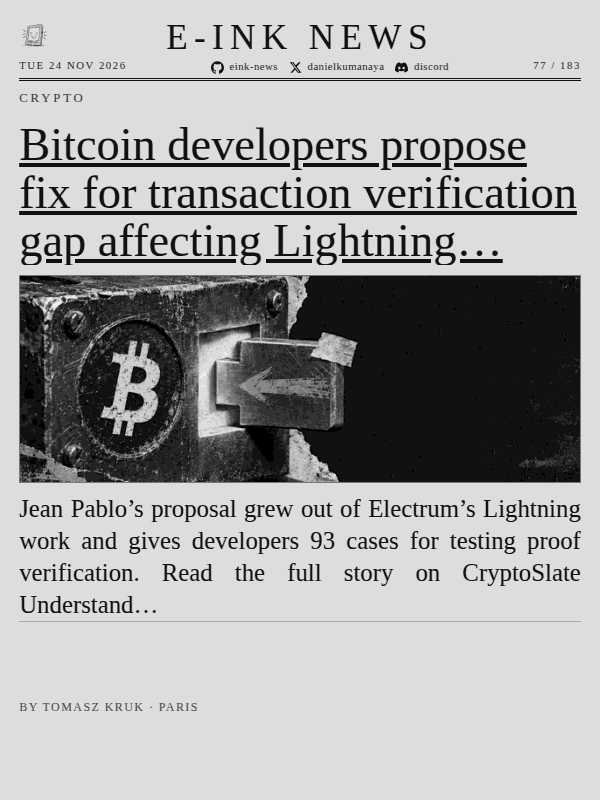 E-INK NEWS
TUE 24 NOV 2026
eink-news danielkumanaya discord
77 / 183
CRYPTO
Bitcoin developers propose
fix for transaction verification
gap affecting Lightning…
Jean Pablo’s proposal grew out of Electrum’s Lightning
work and gives developers 93 cases for testing proof
verification. Read the full story on CryptoSlate
Understand…
BY TOMASZ KRUK · PARIS